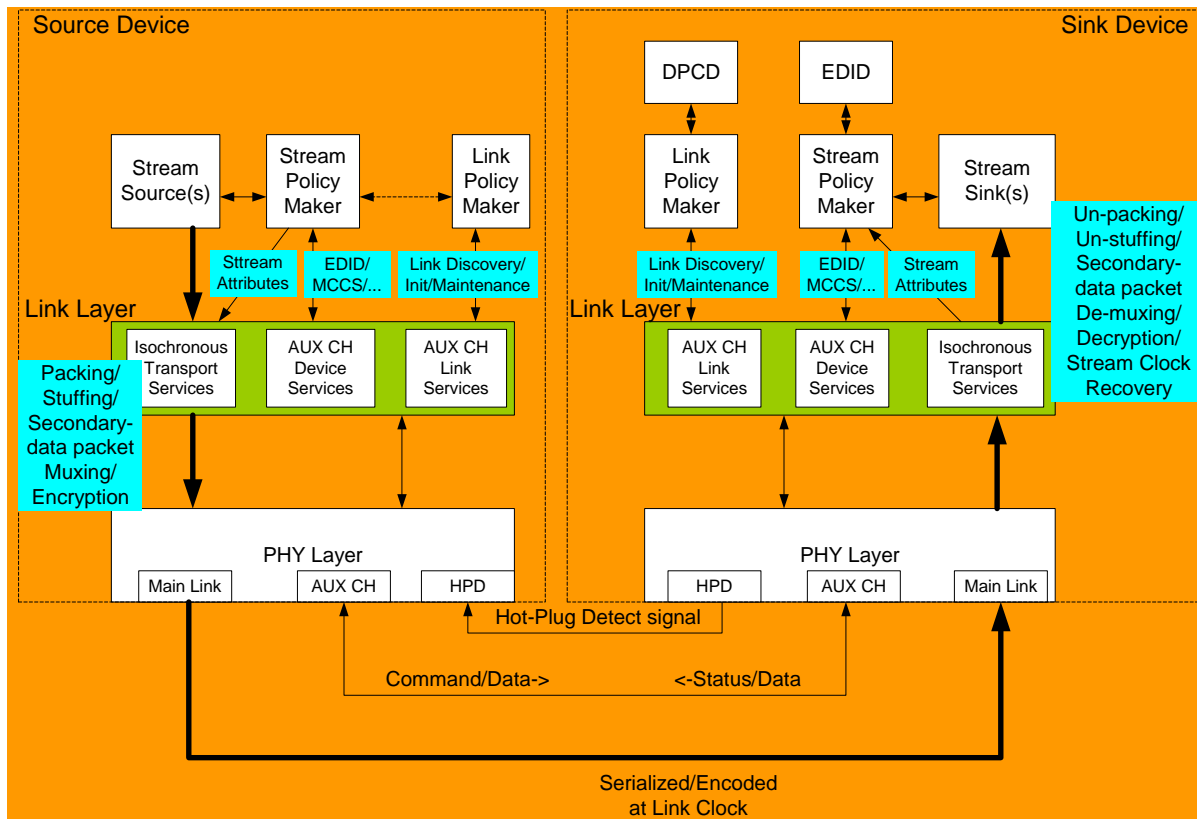 Source Device
Sink Device
DPCD
EDID
Stream
Source(s)
Stream
Policy
Maker
Link
Policy
Maker
Link
Policy
Maker
Stream
Policy
Maker
Stream
Sink(s)
Sttream
Attributes
EDID/
MCCS/...
Link Discovery/
Init/Maintenance
Link Discovery/
Init/Maintenance
EDID/
MCCS/...
Stream
Attributes
Un-packing/
Un-stuffing/
Secondary-
data packet
De-muxing/
Decryption/
Stream Clock
Recovery
Link Layer
Link Layer
Isochronous
Transport
Services
AUX CH
Device
Services
AUX CH
Link
Services
AUX CH
Link
Services
AUX CH
Device
Services
Isochronous
Transport
Services
Packing/
Stuffing/
Secondary-
data packet
Muxing/
Encryption
PHY Layer
Main Link
AUX CH
HPD
PHY Layer
HPD
AUX CH
Main Link
Hot-Plug Detect signal
Command/Data->
<-Status/Data
Serialized/Encoded
at Link Clock